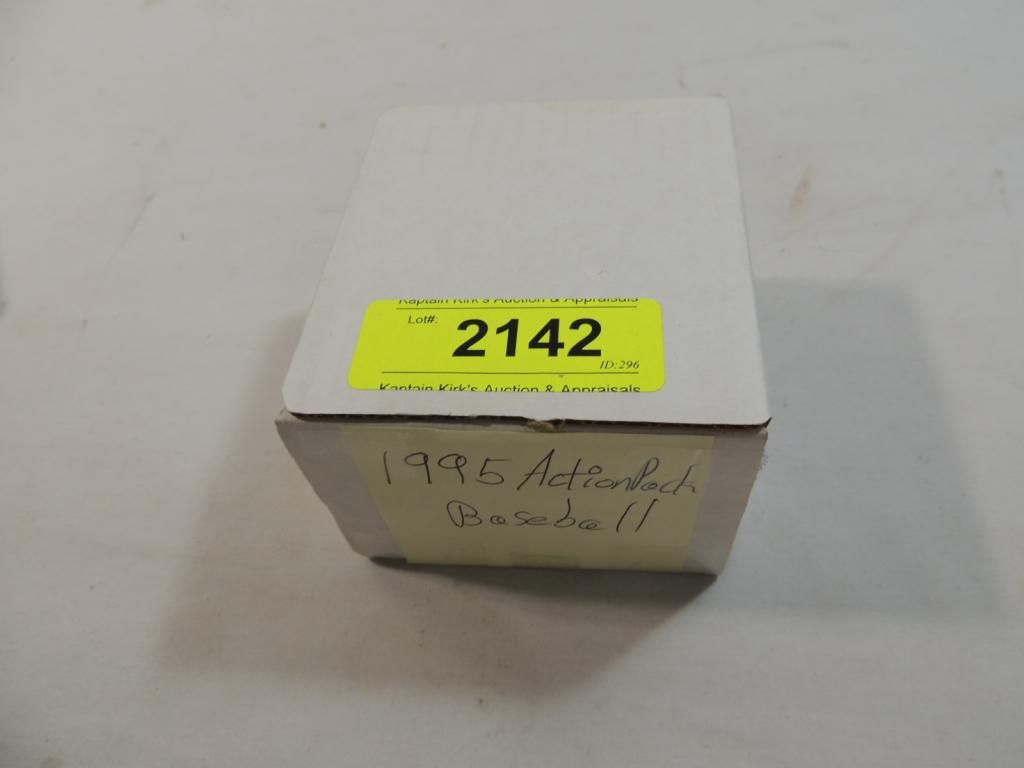 Kaptain Kirk's Auction & Appraisals
Lot#: 2142
ID:296
Kaptain Kirk's Auction & Appraisals
1995 ActionPack
Baseball